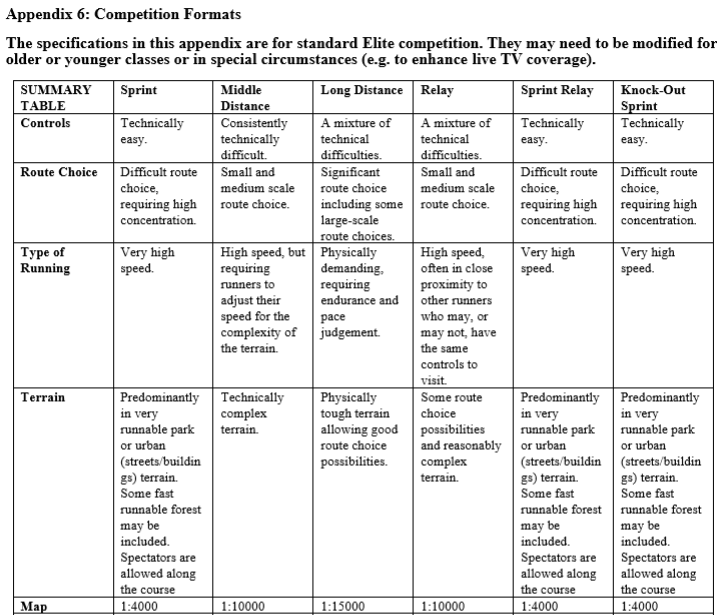 Appendix 6: Competition Formats
The specifications in this appendix are for standard Elite competition. They may need to be modified for
older or younger classes or in special circumstances (e.g. to enhance live TV coverage).
SUMMARY
TABLE
Sprint
Middle
Distance
Long Distance
Relay
Sprint Relay
Knock-Out
Sprint
Controls
Technically
easy.
Consistently
technically
difficult.
A mixture of
technical
difficulties.
A mixture of
technical
difficulties.
Technically
easy.
Technically
easy.
Route Choice
Difficult route
choice,
requiring high
concentration.
Small and
medium scale
route choice.
Significant
route choice
including some
large-scale
route choices.
Small and
medium scale
route choice.
Difficult route
choice,
requiring high
concentration.
Difficult route
choice,
requiring high
concentration.
Type of
Running
Very high
speed.
High speed, but
requiring
runners to
adjust their
speed for the
complexity of
the terrain.
Physically
demanding,
requiring
endurance and
pace
judgement.
High speed,
often in close
proximity to
other runners
who may, or
may not, have
the same
controls to
visit.
Very high
speed.
Very high
speed.
Terrain
Predominantly
in very
runnable park
or urban
(streets/buildin
gs) terrain.
Some fast
runnable forest
may be
included.
Spectators are
allowed along
the course
Technically
complex
terrain.
Physically
tough terrain
allowing good
route choice
possibilities.
Some route
choice
possibilities
and reasonably
complex
terrain.
Predominantly
in very
runnable park
or urban
(streets/buildin
gs) terrain.
Some fast
runnable forest
may be
included.
Spectators are
allowed along
the course
Predominantly
in very
runnable park
or urban
(streets/buildin
gs) terrain.
Some fast
runnable forest
may be
included.
Spectators are
allowed along
the course
Map
1:4000
1:10000
1:15000
1:10000
1:4000
1:4000